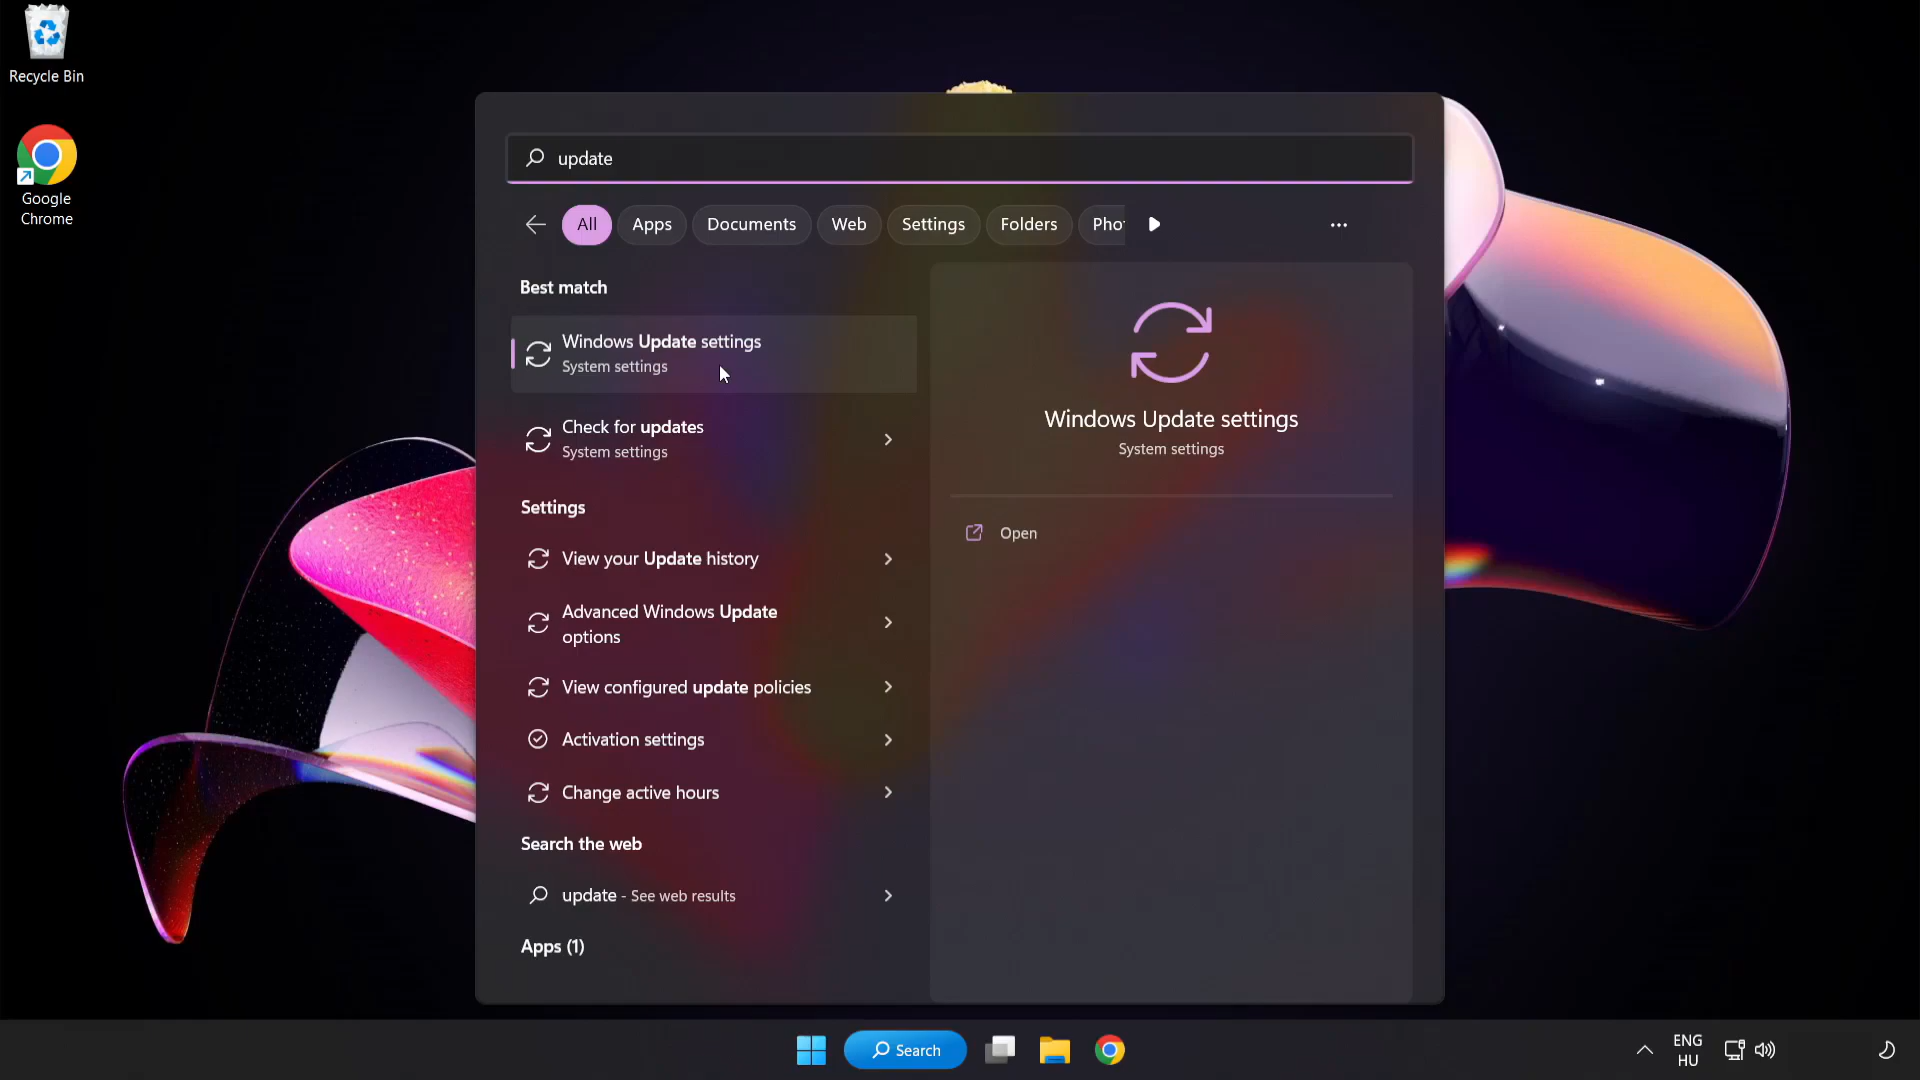 Recycle Bin
Google
Chrome
update
All
Apps
Documents
Web
Settings
Folders
Pho
Best match
Windows Update settings
System settings
Check for updates
System settings
Settings
View your Update history
Advanced Windows Update
options
View configured update policies
Activation settings
Change active hours
Search the web
update - See web results
Apps (1)
Windows Update settings
System settings
Open
Search
ENG
HU